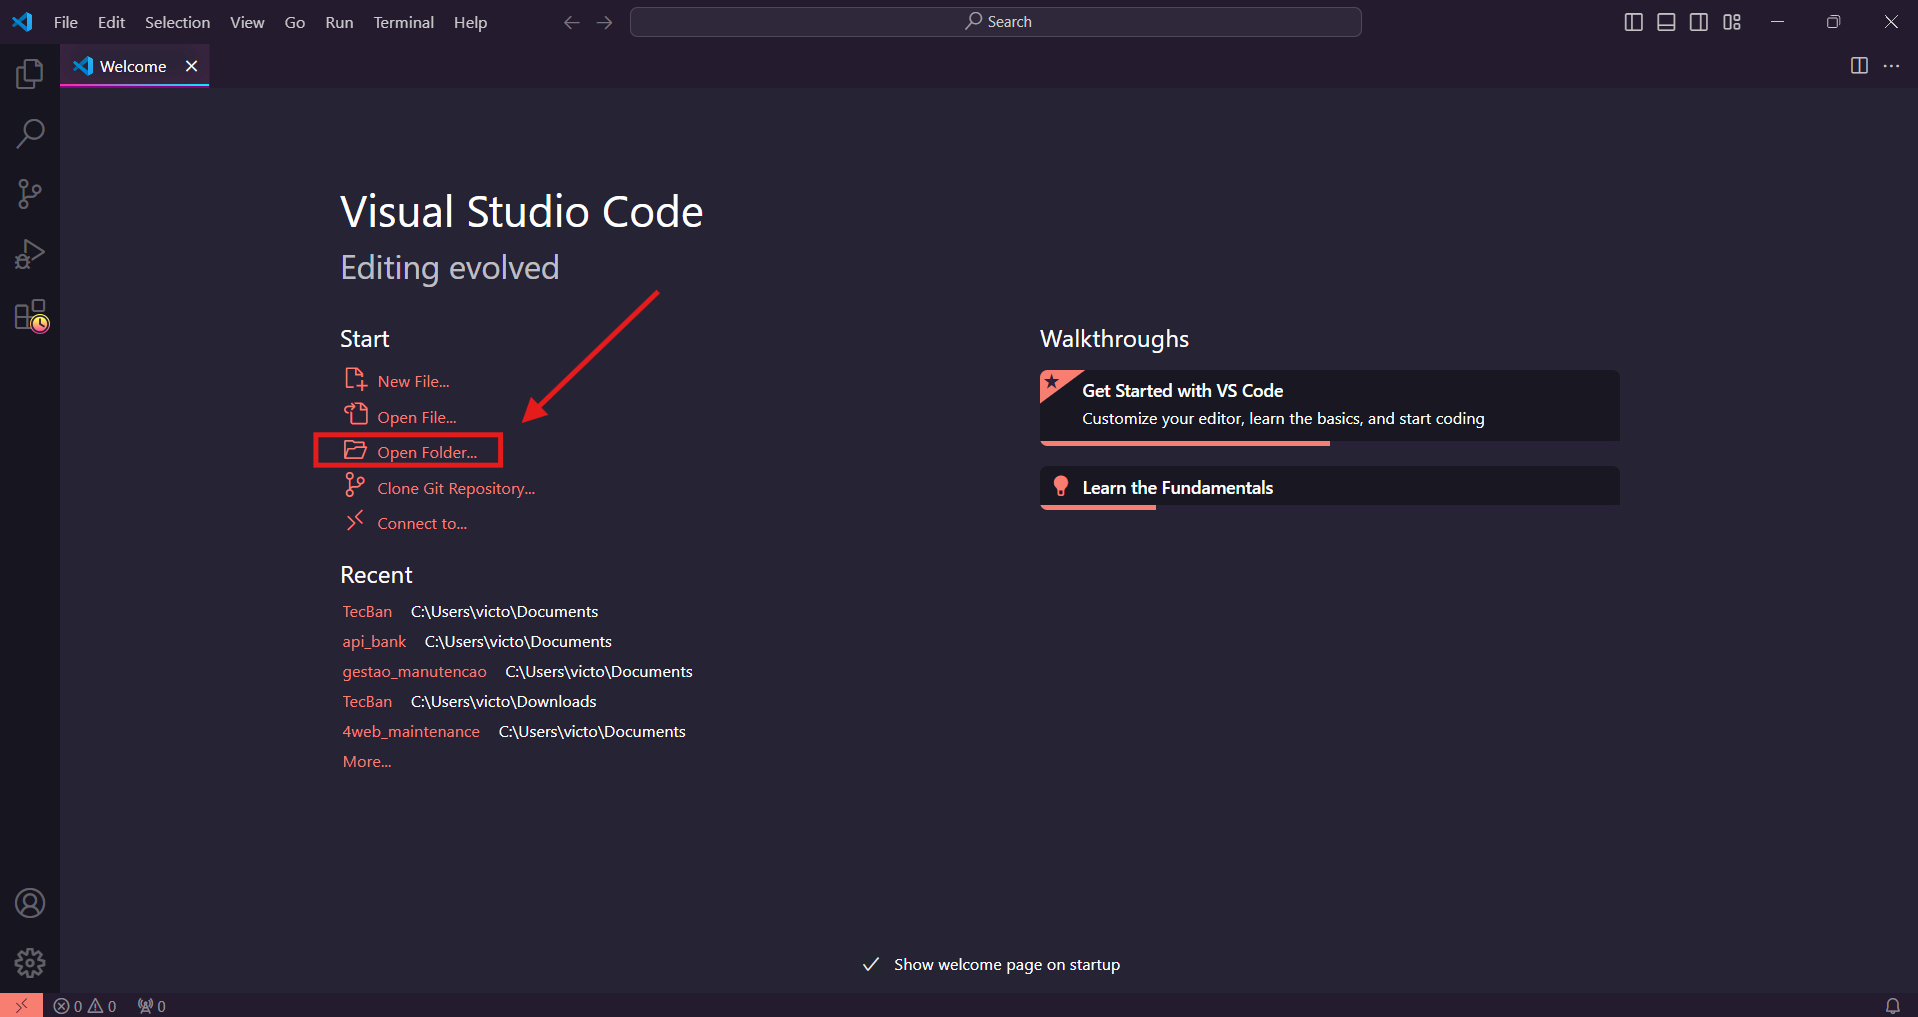 File Edit Selection View Go Run Terminal Help Search
Welcome
Visual Studio Code
Editing evolved
Start
New File...
Open File...
Open Folder...
Clone Git Repository...
Connect to...
Recent
TecBan C:\Users\victo\Documents
api_bank C:\Users\victo\Documents
gestao_manutencao C:\Users\victo\Documents
TecBan C:\Users\victo\Downloads
4web_maintenance C:\Users\victo\Documents
More...
Walkthroughs
Get Started with VS Code
Customize your editor, learn the basics, and start coding
Learn the Fundamentals
Show welcome page on startup
0 0 0